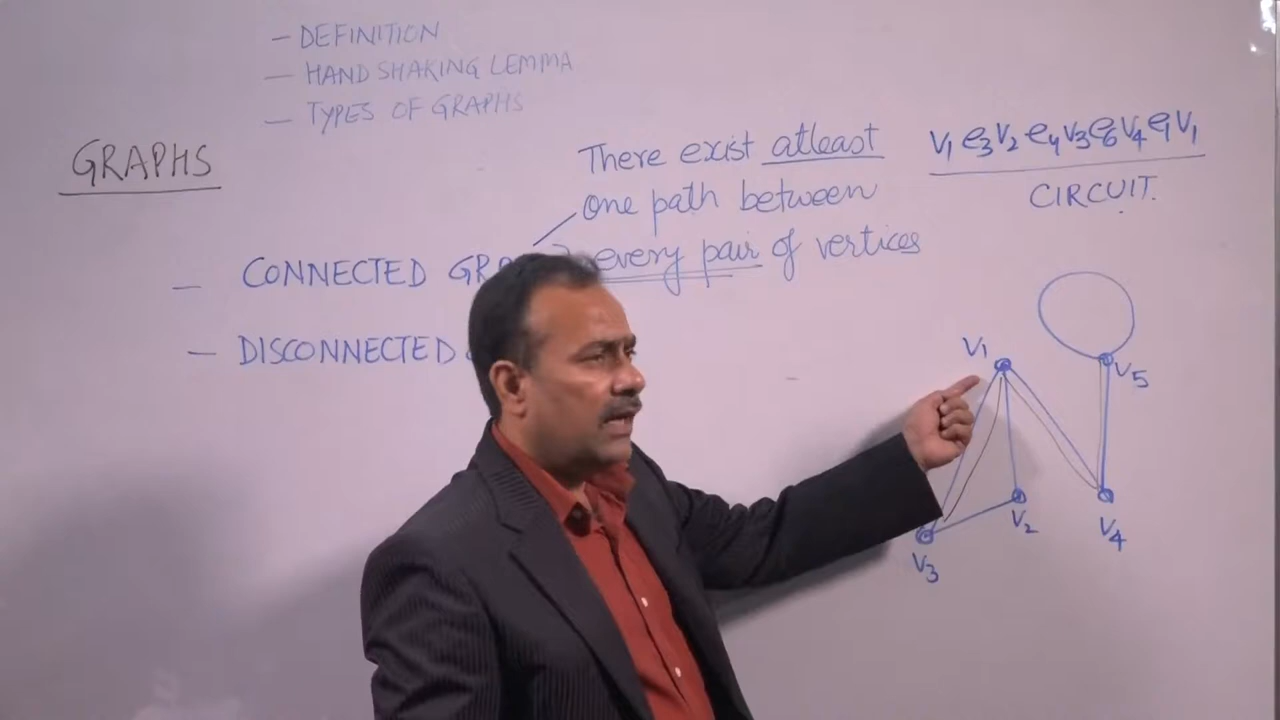 – DEFINITION
– HAND SHAKING LEMMA
– TYPES OF GRAPHS
GRAPHS
There exist atleast
one path between
every pair of vertices
– CONNECTED
– DISCONNECTED
V1 e3 V2 e4 V3 e6 V4 e1 V1
CIRCUIT.
V1
V5
V2
V4
V3